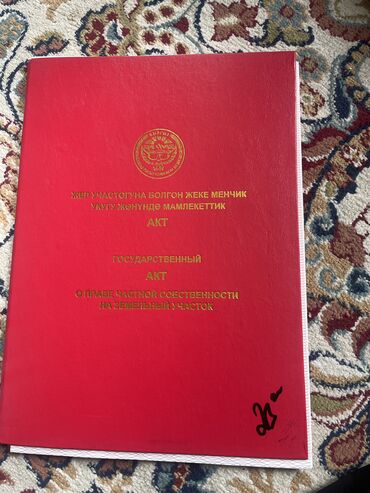 ЖЕР УЧАСТОГУНА БОЛГОН ЖЕКЕ МЕНЧИК
УКУГУ ЖӨНҮНДӨ МАМЛЕКЕТТИК
АКТ
ГОСУДАРСТВЕННЫЙ
АКТ
О ПРАВЕ ЧАСТНОЙ СОБСТВЕННОСТИ
НА ЗЕМЕЛЬНЫЙ УЧАСТОК